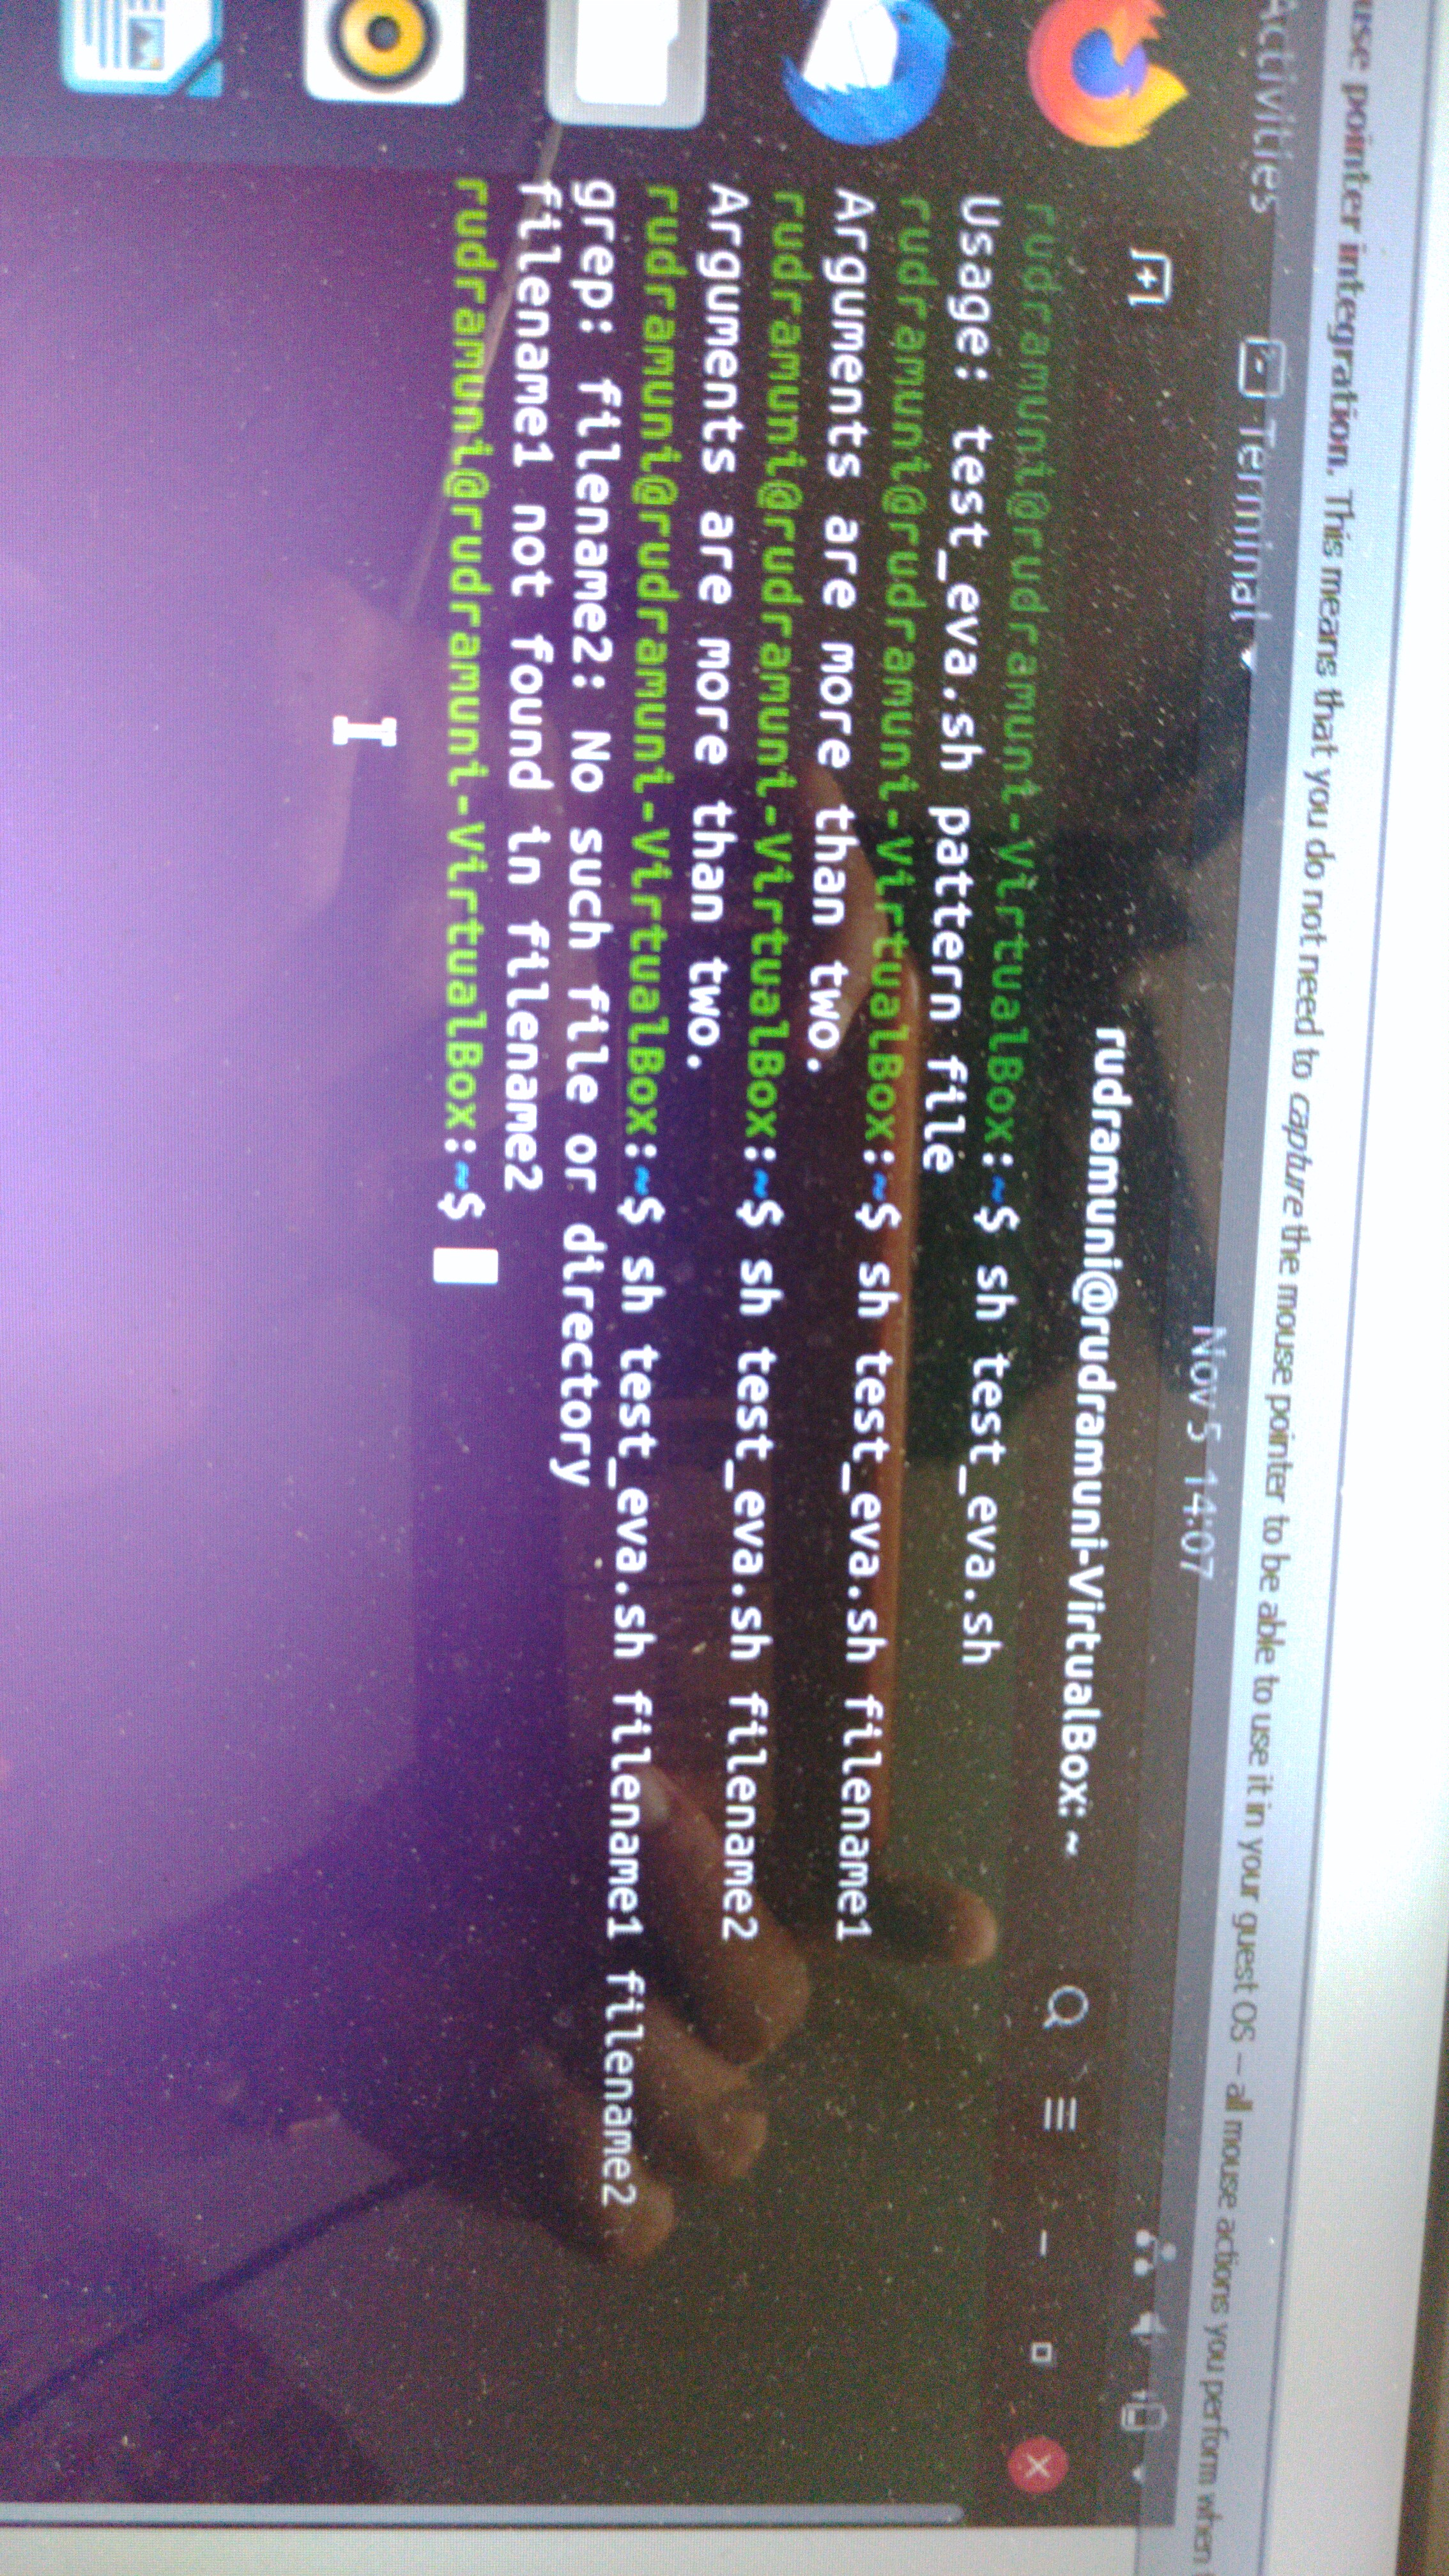 use pointer integration. This means that you do not need to capture the mouse pointer to be able to use it in your guest OS – all mouse actions you perform when
Activities Terminal Nov 5 14:07
rudramuni@rudramuni-VirtualBox: ~
rudramuni@rudramuni-VirtualBox:~$ sh test_eva.sh
Usage: test_eva.sh pattern file
rudramuni@rudramuni-VirtualBox:~$ sh test_eva.sh filename1
Arguments are more than two.
rudramuni@rudramuni-VirtualBox:~$ sh test_eva.sh filename2
Arguments are more than two.
rudramuni@rudramuni-VirtualBox:~$ sh test_eva.sh filename1 filename2
grep: filename2: No such file or directory
filename1 not found in filename2
rudramuni@rudramuni-VirtualBox:~$